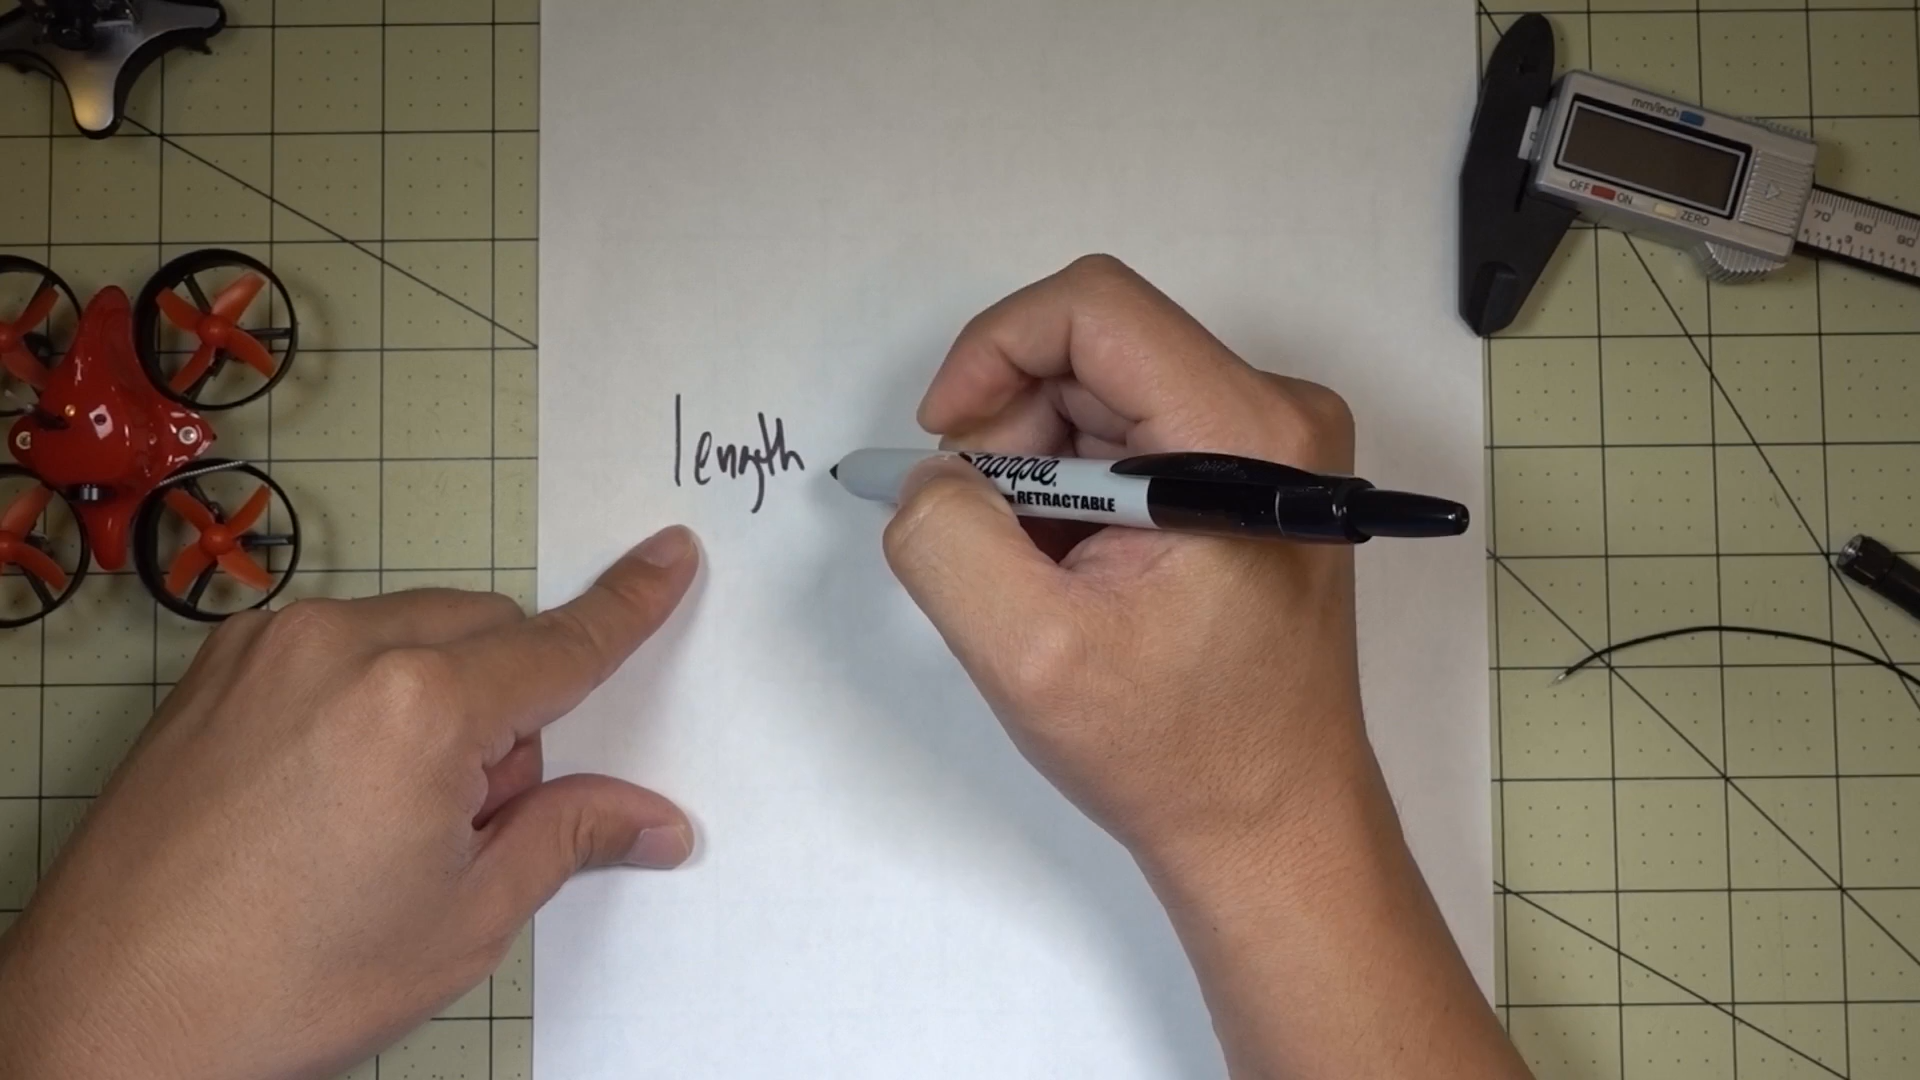 length
Sharpie.
RETRACTABLE
mm/inch
OFF ON ZERO
70 80 90